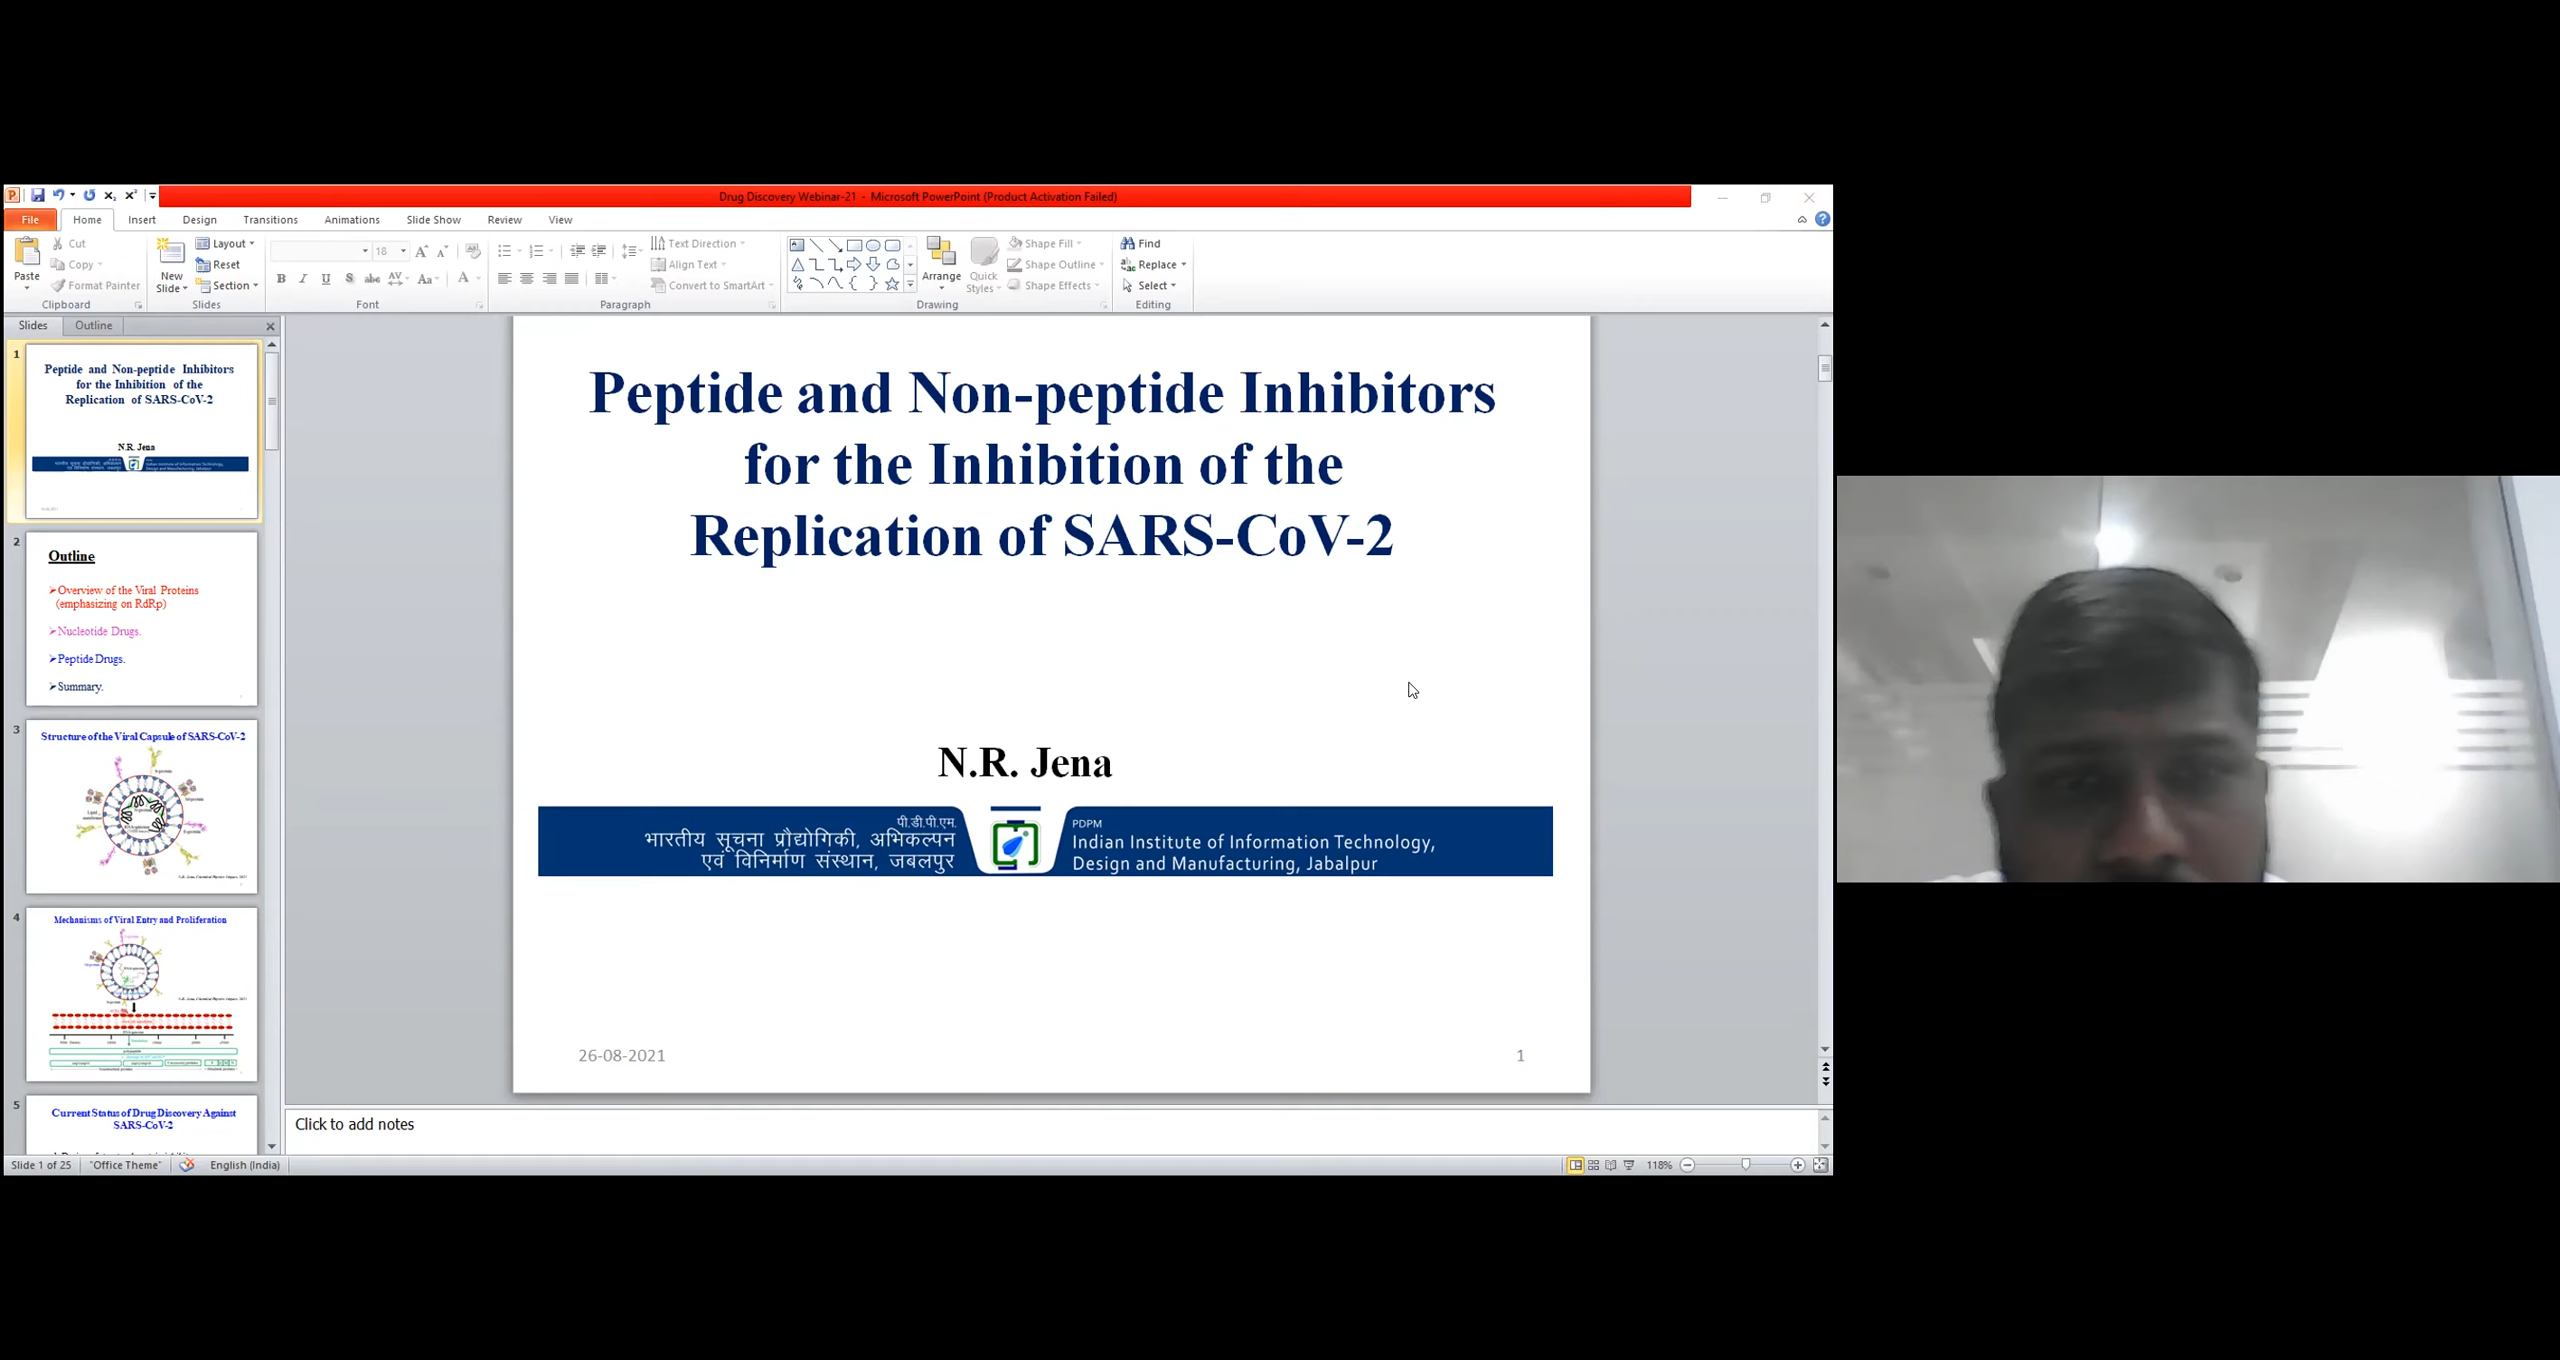 Drug Discovery Webinar-21 - Microsoft PowerPoint (Product Activation Failed)
File Home Insert Design Transitions Animations Slide Show Review View
Paste
Cut
Copy
Format Painter
Clipboard
New
Slide
Layout
Reset
Section
Slides
18
Font
Text Direction
Align Text
Convert to SmartArt
Paragraph
Arrange
Quick
Styles
Shape Fill
Shape Outline
Shape Effects
Drawing
Find
Replace
Select
Editing
Slides Outline
1
Peptide and Non-peptide Inhibitors
for the Inhibition of the
Replication of SARS-CoV-2
N.R. Jena
2
Outline
Overview of the Viral Proteins
(emphasizing on RdRp)
Nucleotide Drugs.
Peptide Drugs.
Summary.
3
Structure of the Viral Capsule of SARS-CoV-2
4
Mechanisms of Viral Entry and Proliferation
5
Current Status of Drug Discovery Against
SARS-CoV-2
Peptide and Non-peptide Inhibitors
for the Inhibition of the
Replication of SARS-CoV-2
N.R. Jena
पी.डी.पी.एम.
भारतीय सूचना प्रौद्योगिकी, अभिकल्पन
एवं विनिर्माण संस्थान, जबलपुर
PDPM
Indian Institute of Information Technology,
Design and Manufacturing, Jabalpur
26-08-2021
1
Click to add notes
Slide 1 of 25 "Office Theme" English (India) 118%